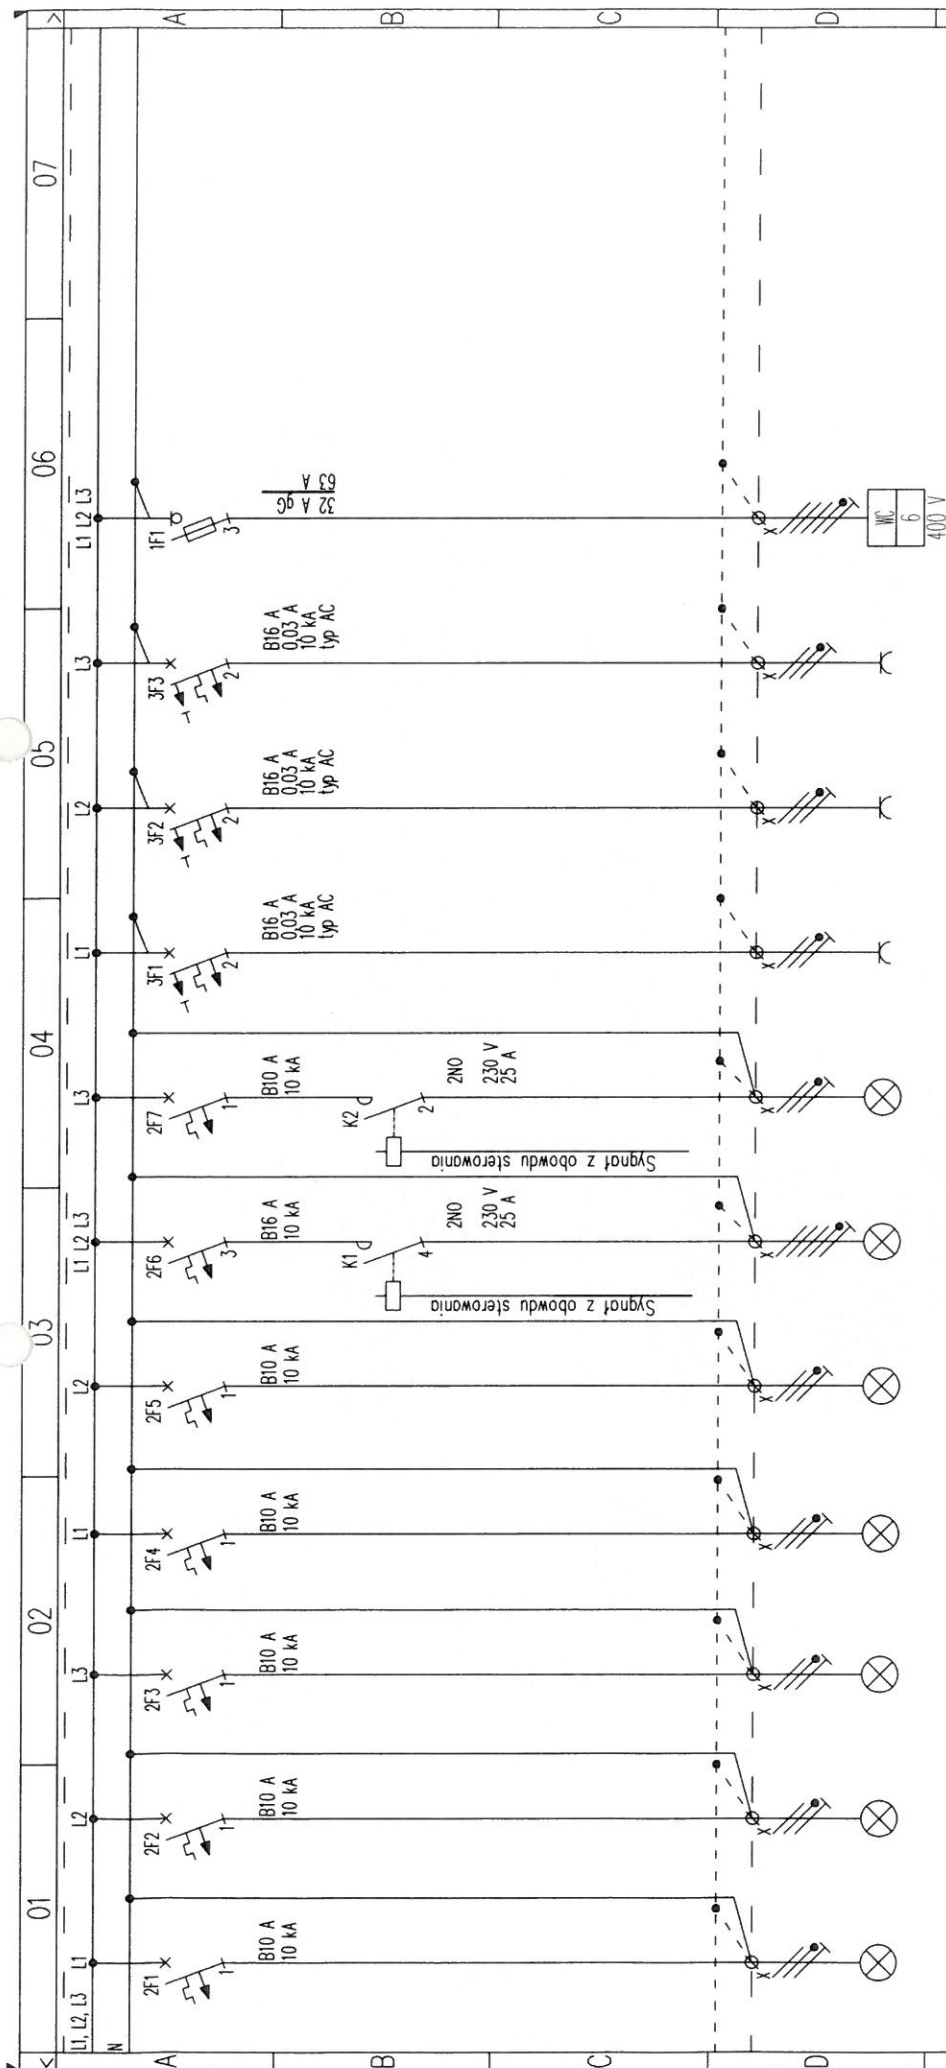 01
02
03
04
05
06
07
A
B
C
D
A
B
C
D
L1, L2, L3
N
L1
2F1
1
B10 A
10 kA
X
L2
2F2
1
B10 A
10 kA
X
L3
2F3
1
B10 A
10 kA
X
L1
2F4
1
B10 A
10 kA
X
L2
2F5
1
B10 A
10 kA
X
L1 L2 L3
2F6
3
B16 A
10 kA
K1
4
2NO
230 V
25 A
Sygnał z obowdu sterowania
X
L3
2F7
1
B10 A
10 kA
K2
2
2NO
230 V
25 A
Sygnał z obowdu sterowania
X
L1
3F1
T
2
B16 A
0,03 A
10 kA
typ AC
X
L2
3F2
T
2
B16 A
0,03 A
10 kA
typ AC
X
L3
3F3
T
2
B16 A
0,03 A
10 kA
typ AC
X
L1 L2 L3
1F1
3
32 A gG
63 A
X
WC
6
400 V